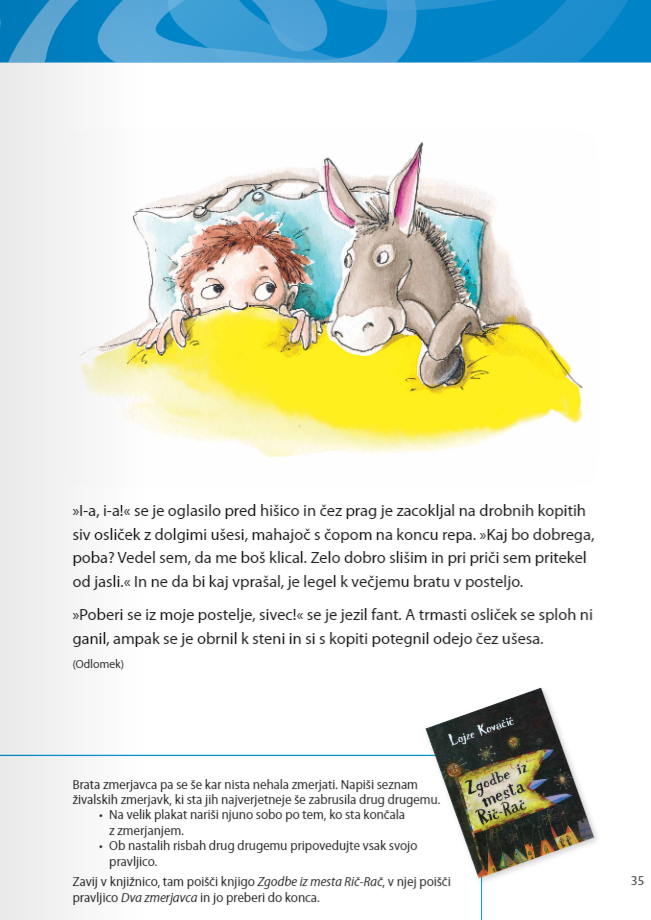 »I-a, i-a!« se je oglasilo pred hišico in čez prag je zacokljal na drobnih kopitih
siv osliček z dolgimi ušesi, mahajoč s čopom na koncu repa. »Kaj bo dobrega,
poba? Vedel sem, da me boš klical. Zelo dobro slišim in pri priči sem pritekel
od jasli.« In ne da bi kaj vprašal, je legel k večjemu bratu v posteljo.
»Poberi se iz moje postelje, sivec!« se je jezil fant. A trmasti osliček se sploh ni
ganil, ampak se je obrnil k steni in si s kopiti potegnil odejo čez ušesa.
(Odlomek)
Lojze Kovačič
Zgodbe iz
mesta
Rič-Rač
Brata zmerjavca pa se še kar nista nehala zmerjati. Napiši seznam
živalskih zmerjavk, ki sta jih najverjetneje še zabrusila drug drugemu.
• Na velik plakat nariši njuno sobo po tem, ko sta končala
z zmerjanjem.
• Ob nastalih risbah drug drugemu pripovedujte vsak svojo
pravljico.
Zavij v knjižnico, tam poišči knjigo Zgodbe iz mesta Rič-Rač, v njej poišči
pravljico Dva zmerjavca in jo preberi do konca.
35